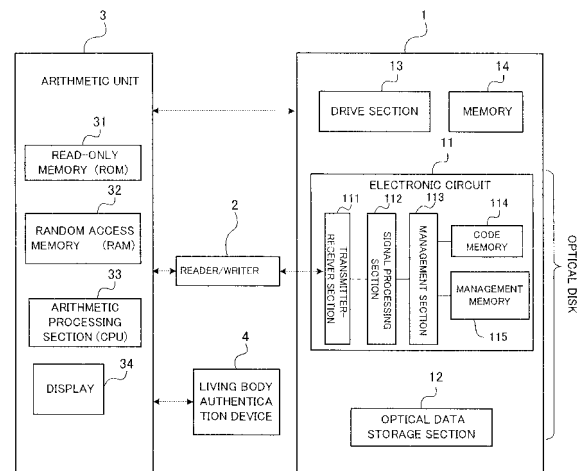 3
ARITHMETIC UNIT
31
READ-ONLY
MEMORY (ROM)
32
RANDOM ACCESS
MEMORY (RAM)
33
ARITHMETIC
PROCESSING
SECTION(CPU)
DISPLAY
34
2
READER/WRITER
4
LIVING BODY
AUTHENTICA
TION DEVICE
1
13
DRIVE SECTION
14
MEMORY
11
ELECTRONIC CIRCUIT
111
TRANSMITTER-
RECEIVER SECTION
112
SIGNAL PROCESSING
SECTION
113
MANAGEMENT SECTION
114
CODE
MEMORY
MANAGEMENT
MEMORY
115
12
OPTICAL DATA
STORAGE SECTION
OPTICAL DISK